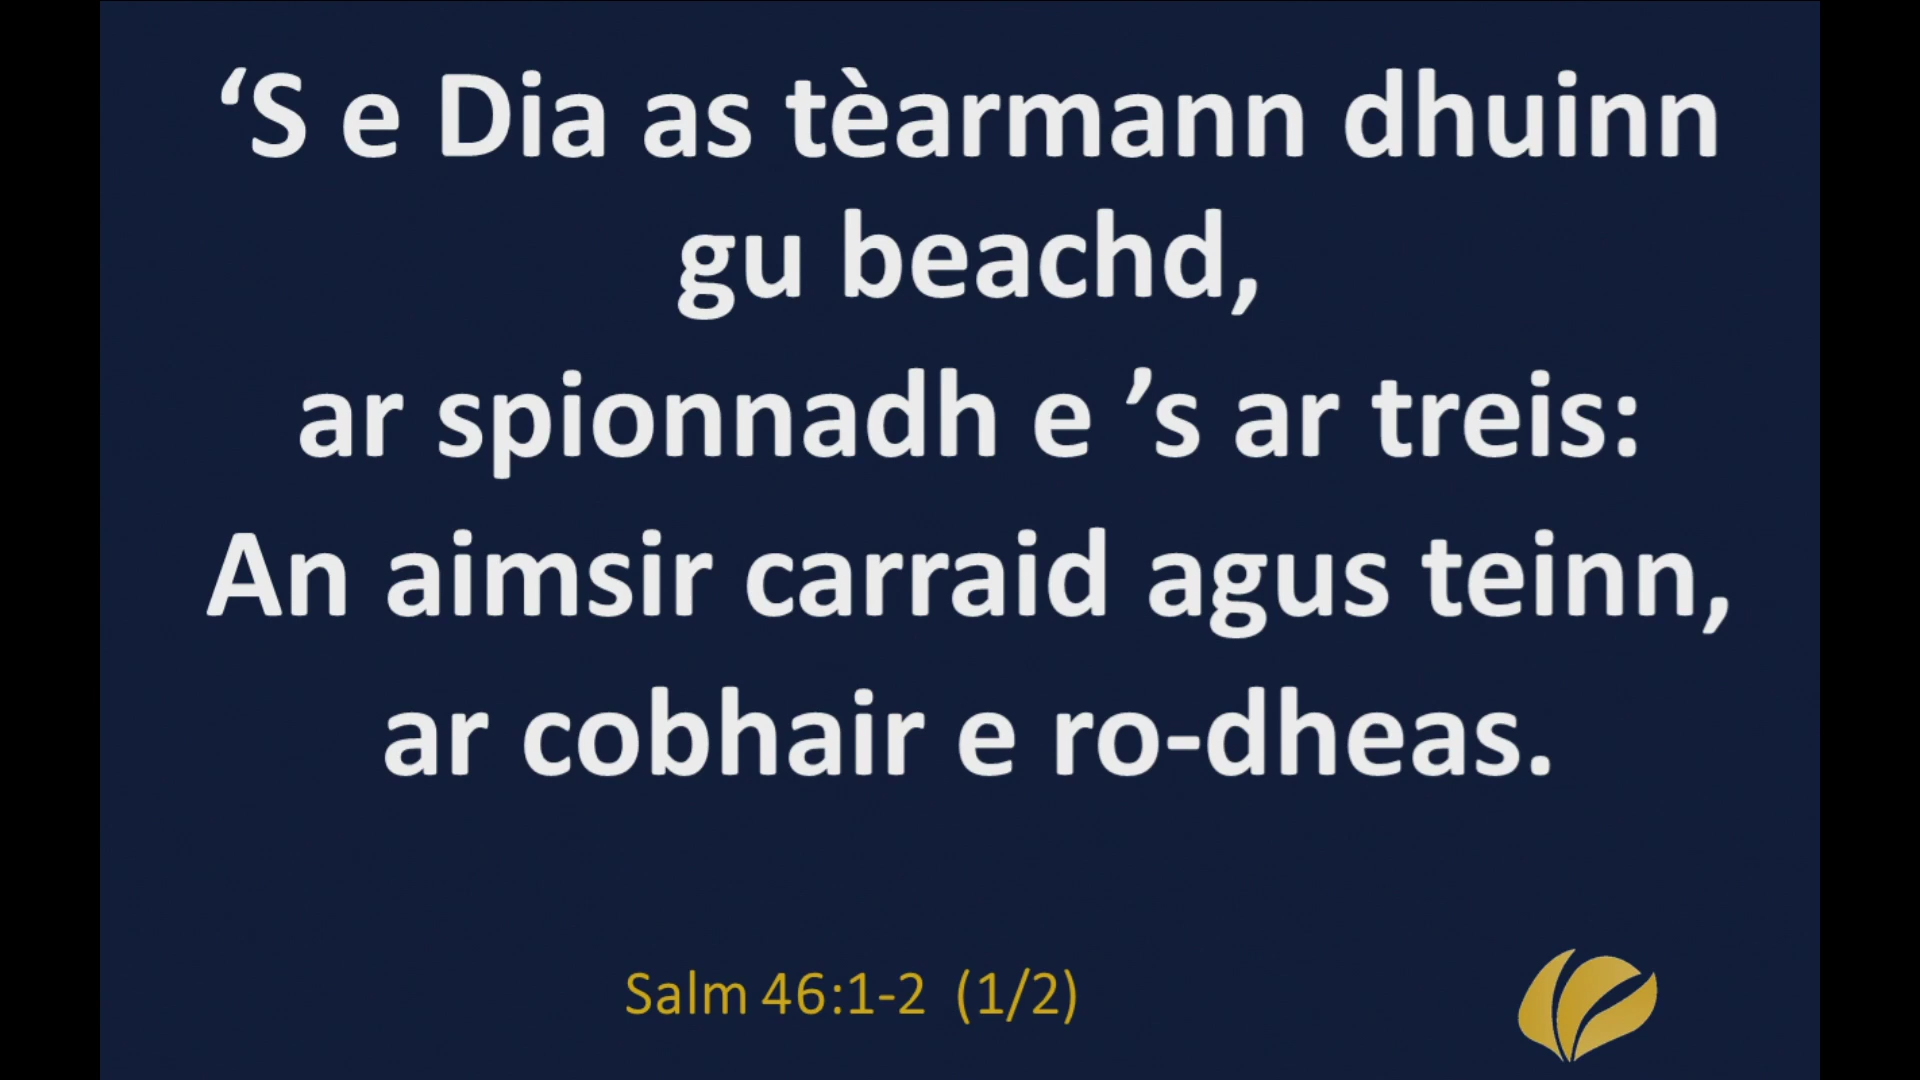 ‘S e Dia as tèarmann dhuinn
gu beachd,
ar spionnadh e ’s ar treis:
An aimsir carraid agus teinn,
ar cobhair e ro-dheas.
Salm 46:1-2 (1/2)